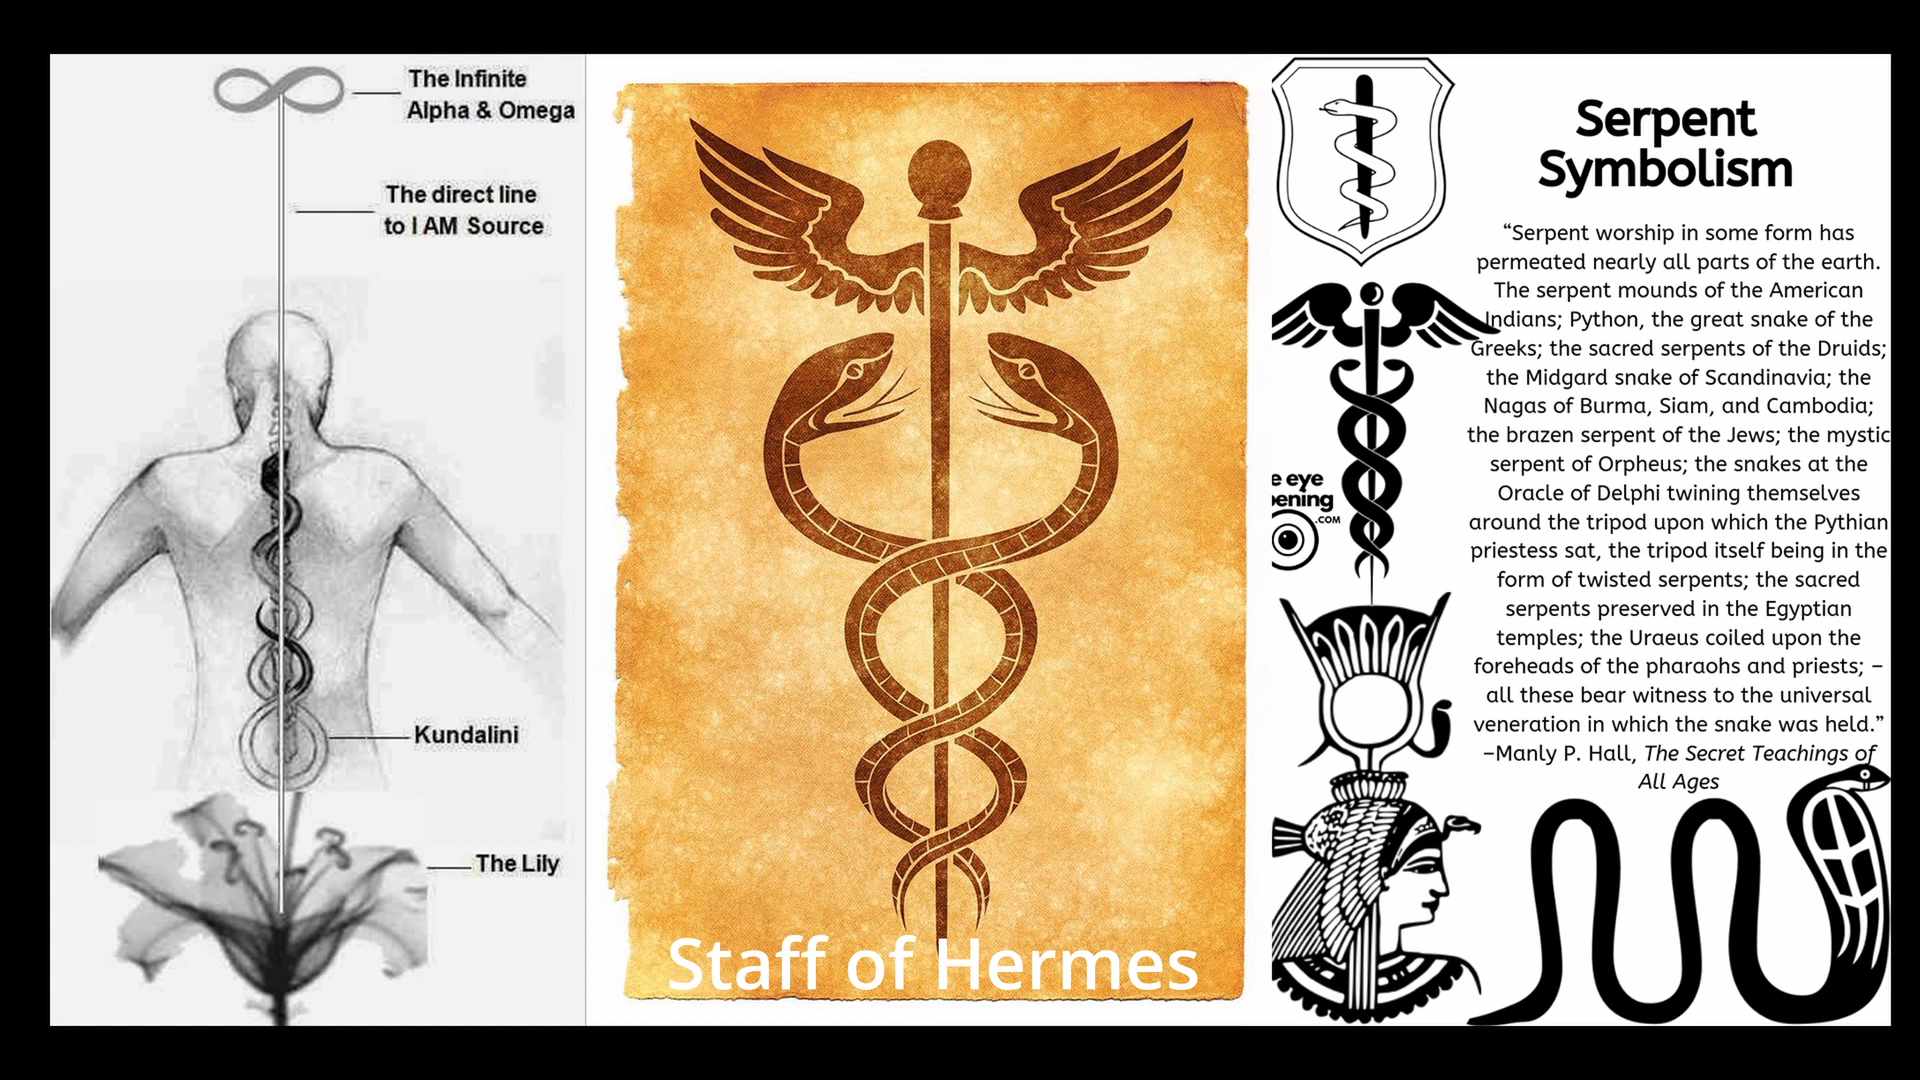 The Infinite
Alpha & Omega
The direct line
to I AM Source
Kundalini
The Lily
Staff of Hermes
e eye
ening
.COM
Serpent
Symbolism
“Serpent worship in some form has
permeated nearly all parts of the earth.
The serpent mounds of the American
Indians; Python, the great snake of the
Greeks; the sacred serpents of the Druids;
the Midgard snake of Scandinavia; the
Nagas of Burma, Siam, and Cambodia;
the brazen serpent of the Jews; the mystic
serpent of Orpheus; the snakes at the
Oracle of Delphi twining themselves
around the tripod upon which the Pythian
priestess sat, the tripod itself being in the
form of twisted serpents; the sacred
serpents preserved in the Egyptian
temples; the Uraeus coiled upon the
foreheads of the pharaohs and priests; –
all these bear witness to the universal
veneration in which the snake was held.”
–Manly P. Hall, The Secret Teachings of
All Ages